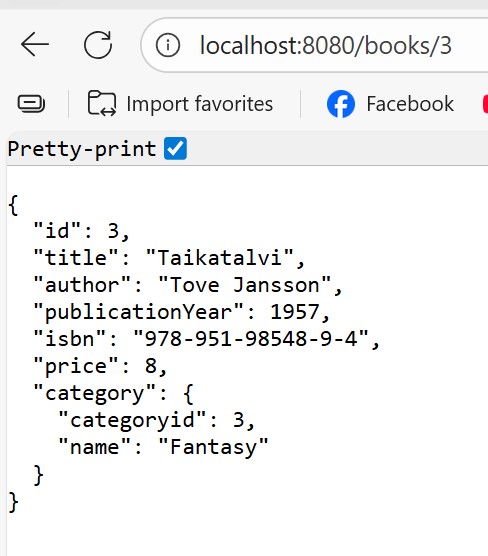 localhost:8080/books/3
Import favorites Facebook
Pretty-print
{
  "id": 3,
  "title": "Taikatalvi",
  "author": "Tove Jansson",
  "publicationYear": 1957,
  "isbn": "978-951-98548-9-4",
  "price": 8,
  "category": {
    "categoryid": 3,
    "name": "Fantasy"
  }
}